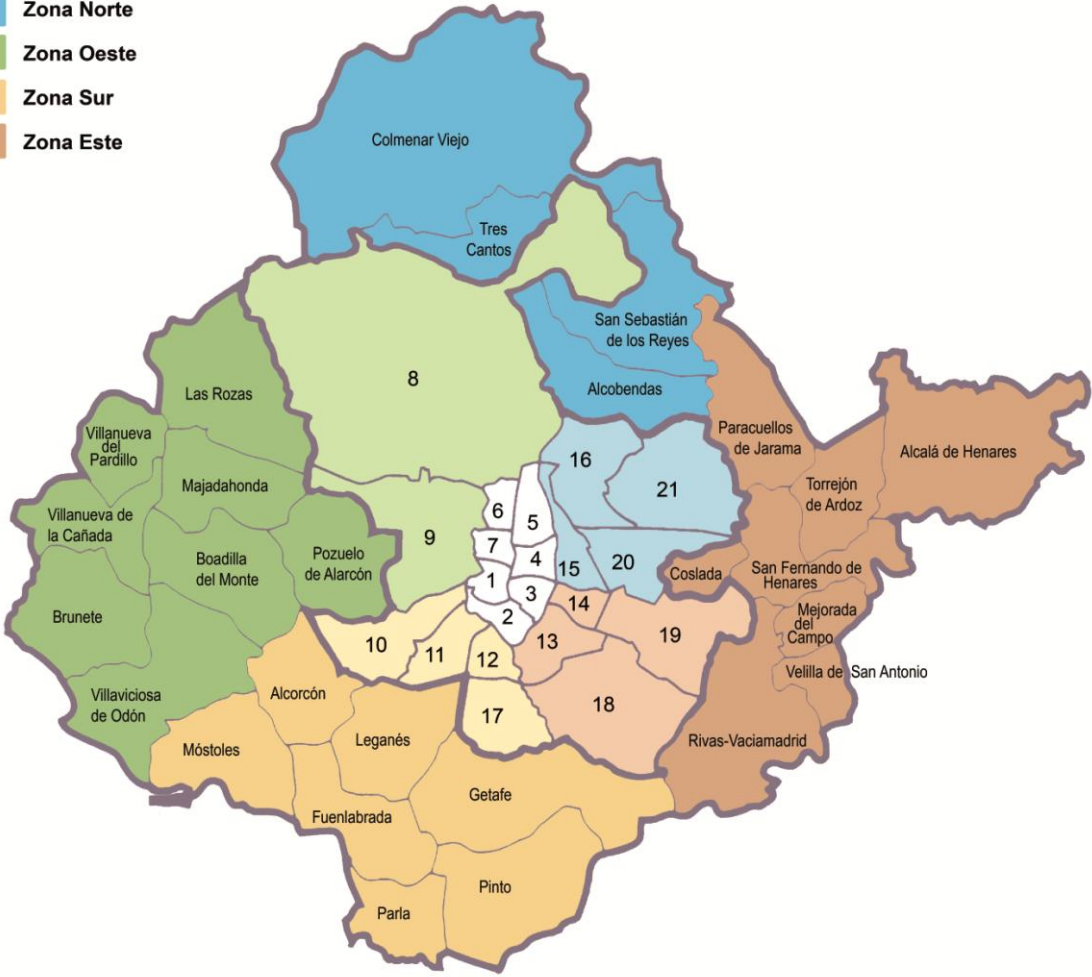 Zona Norte
Zona Oeste
Zona Sur
Zona Este
Colmenar Viejo
Tres
Cantos
San Sebastián
de los Reyes
Alcobendas
8
Las Rozas
Villanueva
del
Pardillo
Majadahonda
Villanueva de
la Cañada
Boadilla
del Monte
Pozuelo
de Alarcón
Brunete
Villaviciosa
de Odón
9
16
21
6
5
7
4
15
20
1
3
2
14
10
11
12
13
19
17
18
Paracuellos
de Jarama
Torrejón
de Ardoz
Alcalá de Henares
Coslada
San Fernando de
Henares
Mejorada
del
Campo
Velilla de San Antonio
Rivas-Vaciamadrid
Alcorcón
Móstoles
Leganés
Fuenlabrada
Getafe
Pinto
Parla